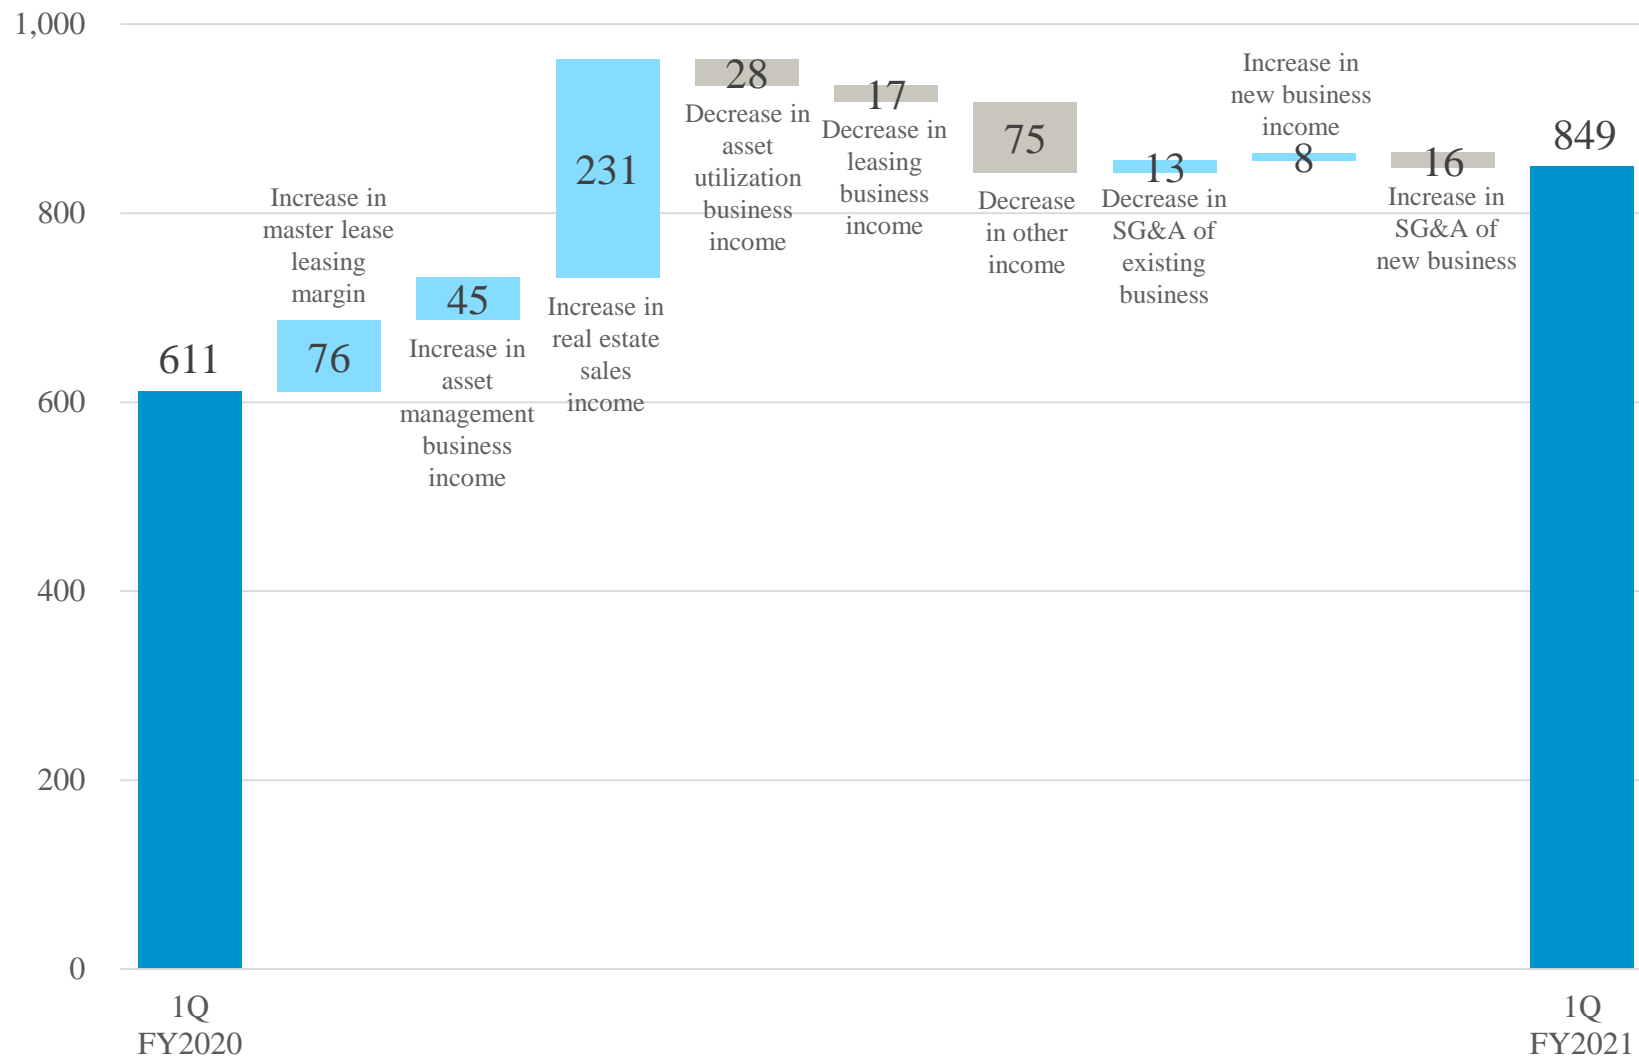 1,000
800
600
400
200
0
611
1Q
FY2020
Increase in
master lease
leasing
margin
76
45
Increase in
asset
management
business
income
231
Increase in
real estate
sales
income
28
Decrease in
asset
utilization
business
income
17
Decrease in
leasing
business
income
75
Decrease
in other
income
13
Decrease in
SG&A of
existing
business
Increase in
new business
income
8
16
Increase in
SG&A of
new business
849
1Q
FY2021